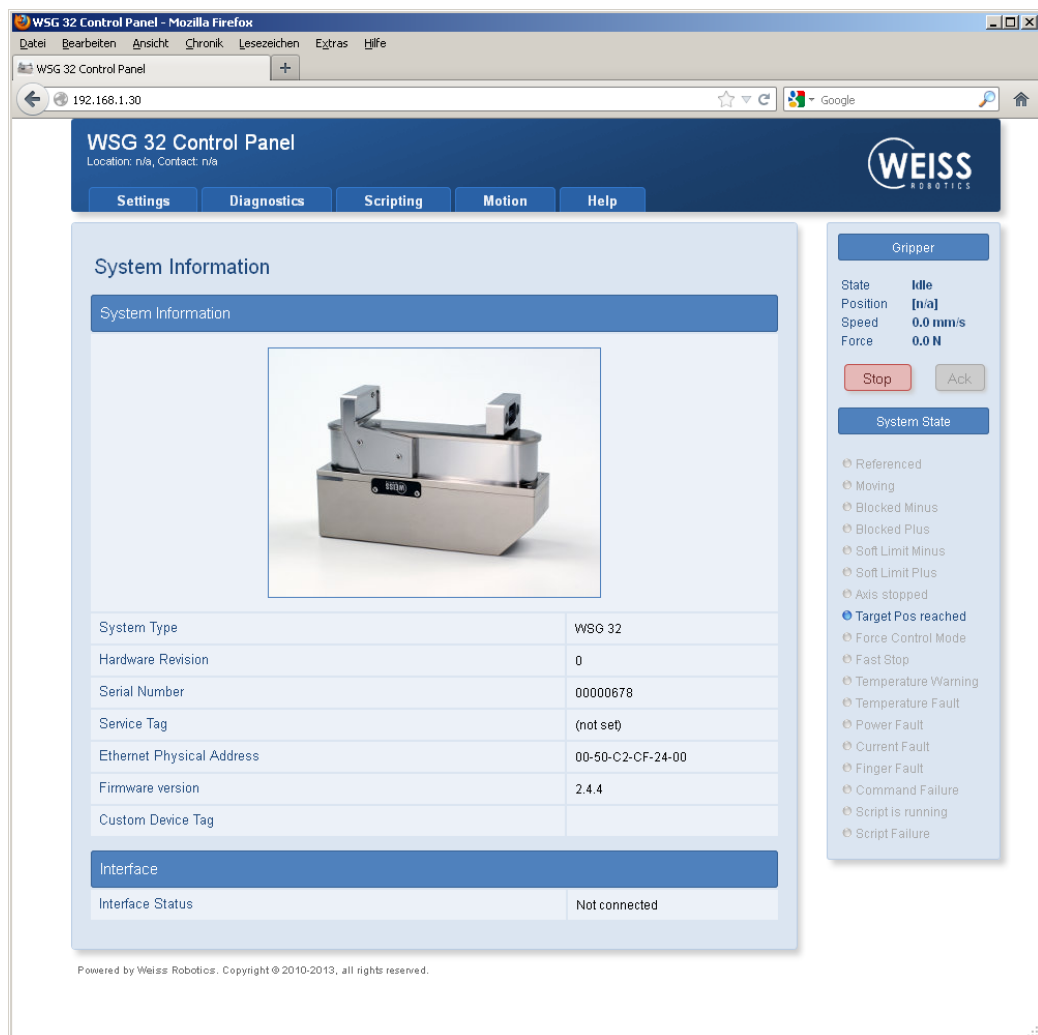 WSG 32 Control Panel - Mozilla Firefox
Datei Bearbeiten Ansicht Chronik Lesezeichen Extras Hilfe
WSG 32 Control Panel
192.168.1.30
Google
WSG 32 Control Panel
Location: n/a, Contact: n/a
WEISS
ROBOTICS
Settings Diagnostics Scripting Motion Help
System Information
System Information
WEISS
System Type WSG 32
Hardware Revision 0
Serial Number 00000678
Service Tag (not set)
Ethernet Physical Address 00-50-C2-CF-24-00
Firmware version 2.4.4
Custom Device Tag
Interface
Interface Status Not connected
Gripper
State Idle
Position [n/a]
Speed 0.0 mm/s
Force 0.0 N
Stop Ack
System State
Referenced
Moving
Blocked Minus
Blocked Plus
Soft Limit Minus
Soft Limit Plus
Axis stopped
Target Pos reached
Force Control Mode
Fast Stop
Temperature Warning
Temperature Fault
Power Fault
Current Fault
Finger Fault
Command Failure
Script is running
Script Failure
Powered by Weiss Robotics. Copyright © 2010-2013, all rights reserved.